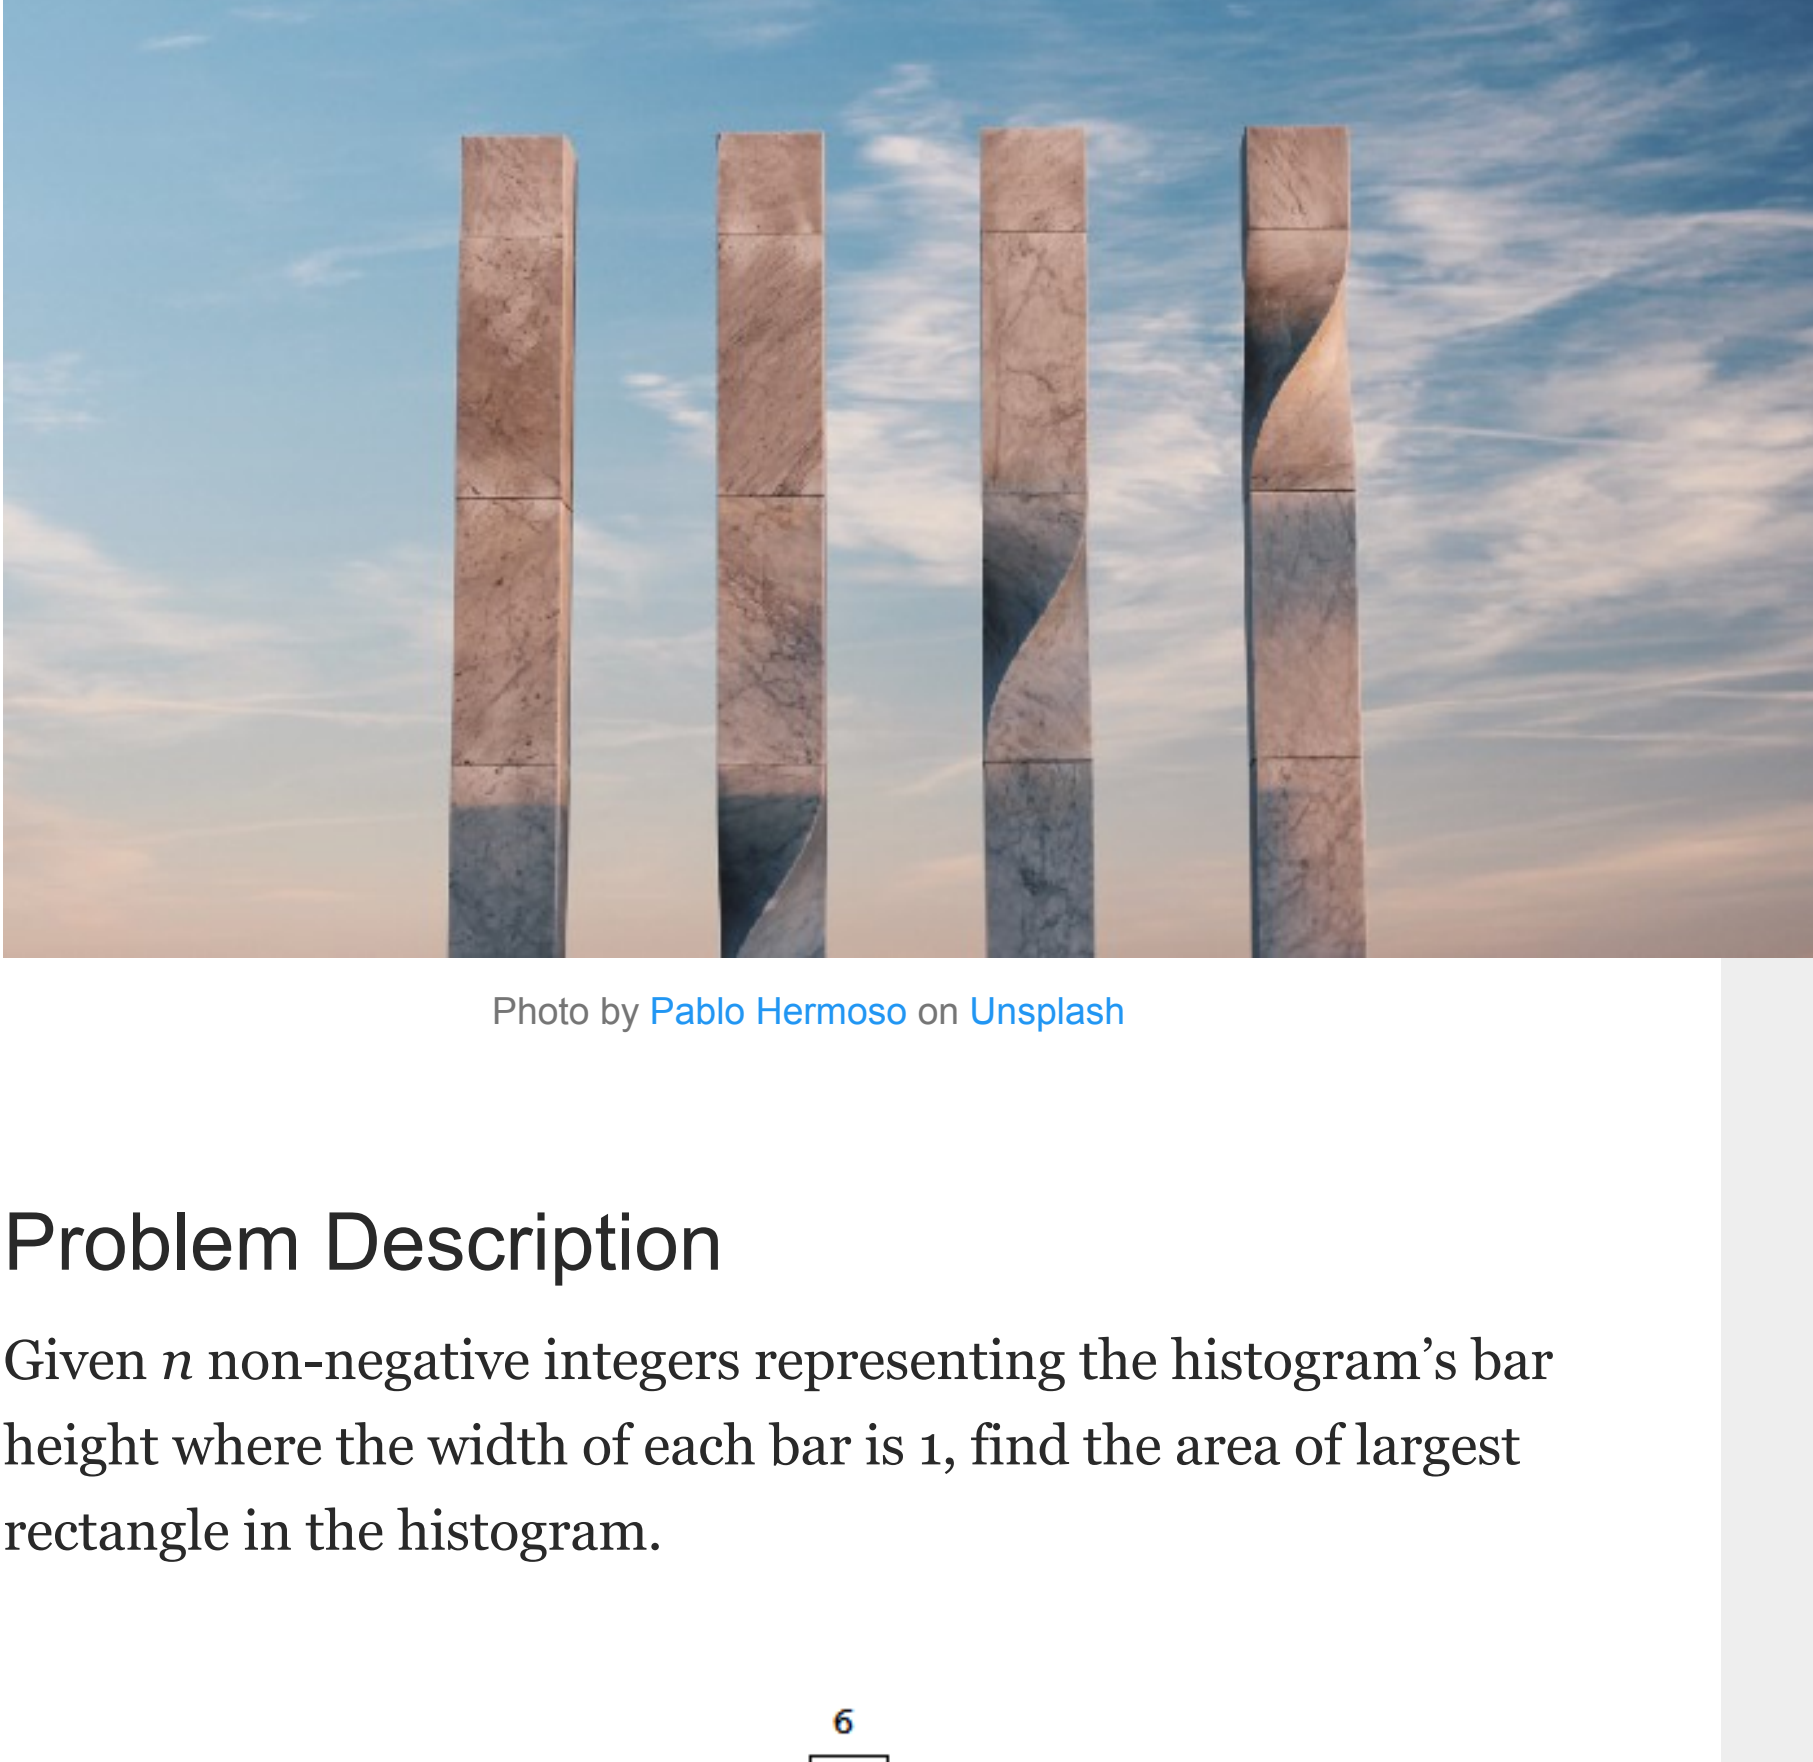 Photo by Pablo Hermoso on Unsplash
Problem Description
Given n non-negative integers representing the histogram’s bar
height where the width of each bar is 1, find the area of largest
rectangle in the histogram.
6